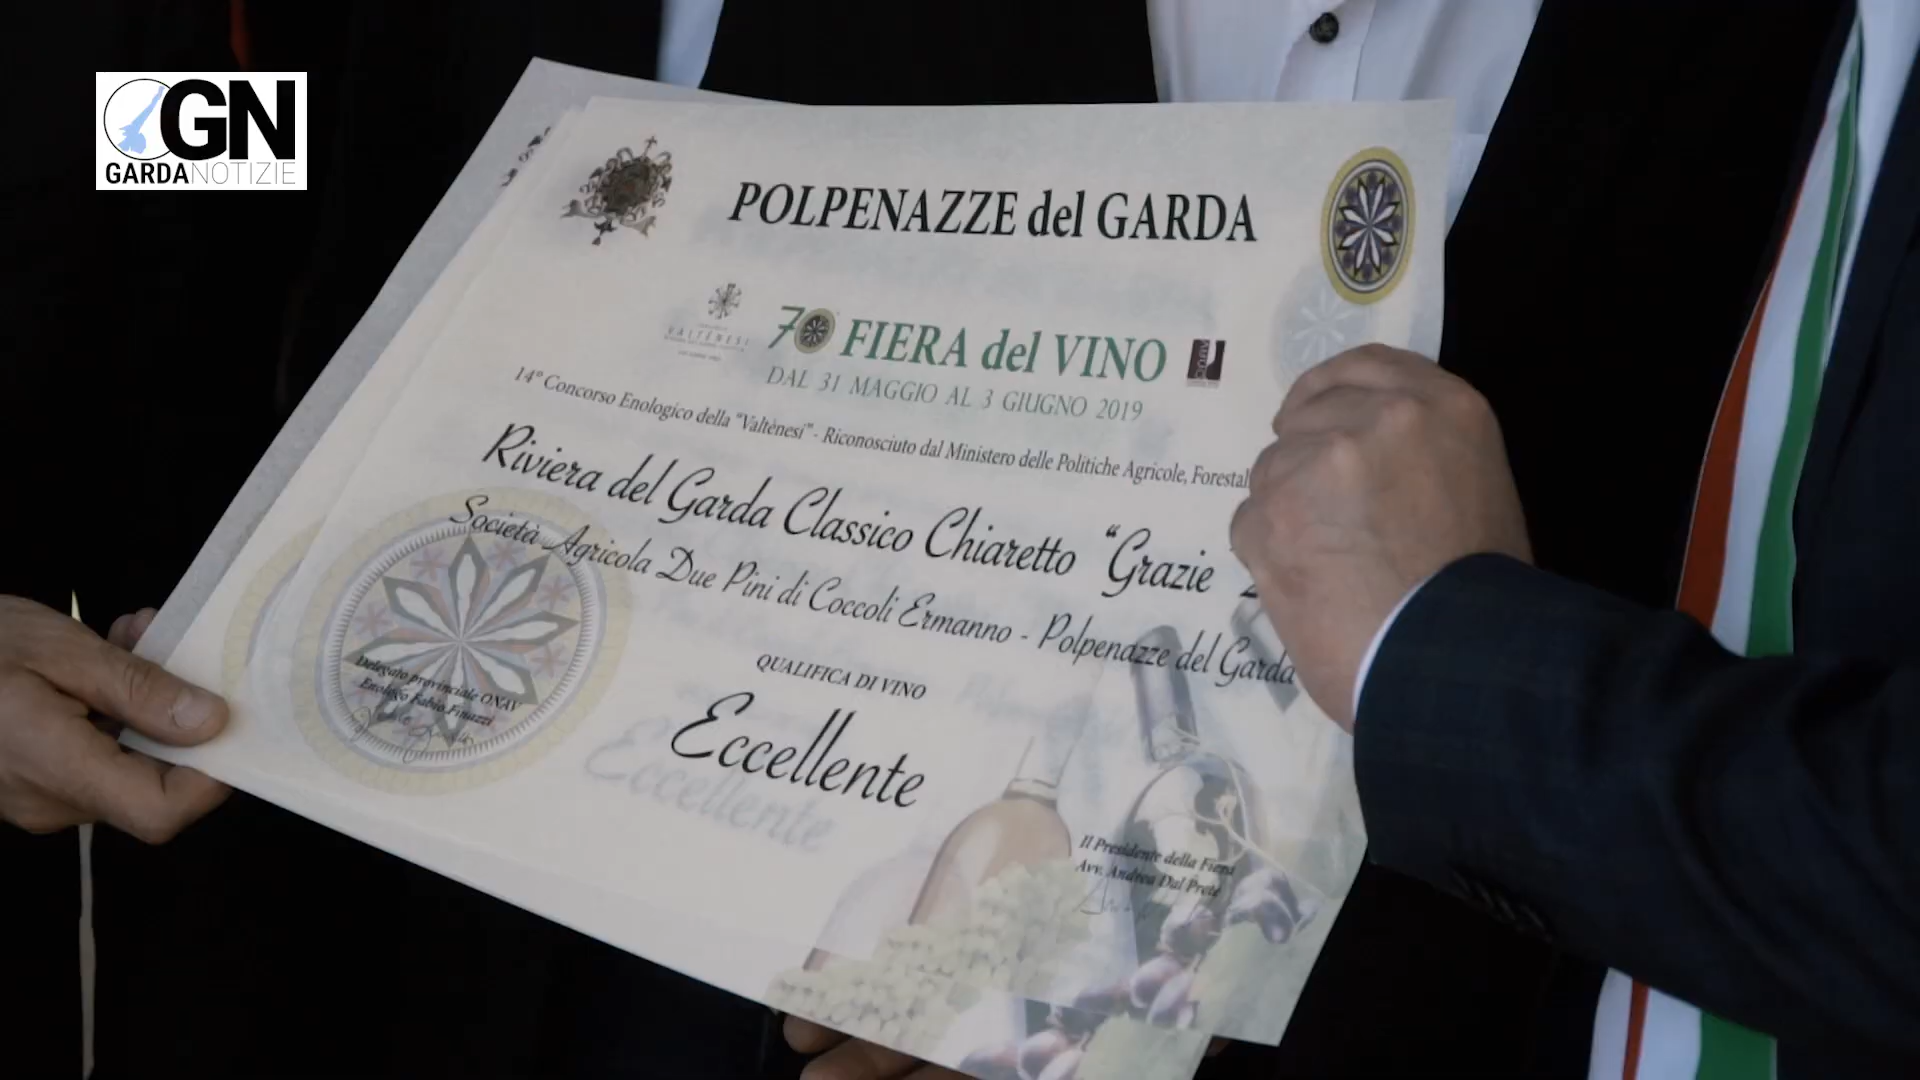 GN
GARDANOTIZIE
POLPENAZZE del GARDA
VALTÈNESI
70 FIERA del VINO
DAL 31 MAGGIO AL 3 GIUGNO 2019
14° Concorso Enologico della "Valtènesi" - Riconosciuto dal Ministero delle Politiche Agricole, Forestal
Riviera del Garda Classico Chiaretto "Grazie"
Società Agricola Due Pini di Coccoli Ermanno - Polpenazze del Garda
QUALIFICA DI VINO
Eccellente
Delegato provinciale ONAV
Enologo Fabio Finazzi
Il Presidente della Fiera
Avv. Andrea Dal Prete